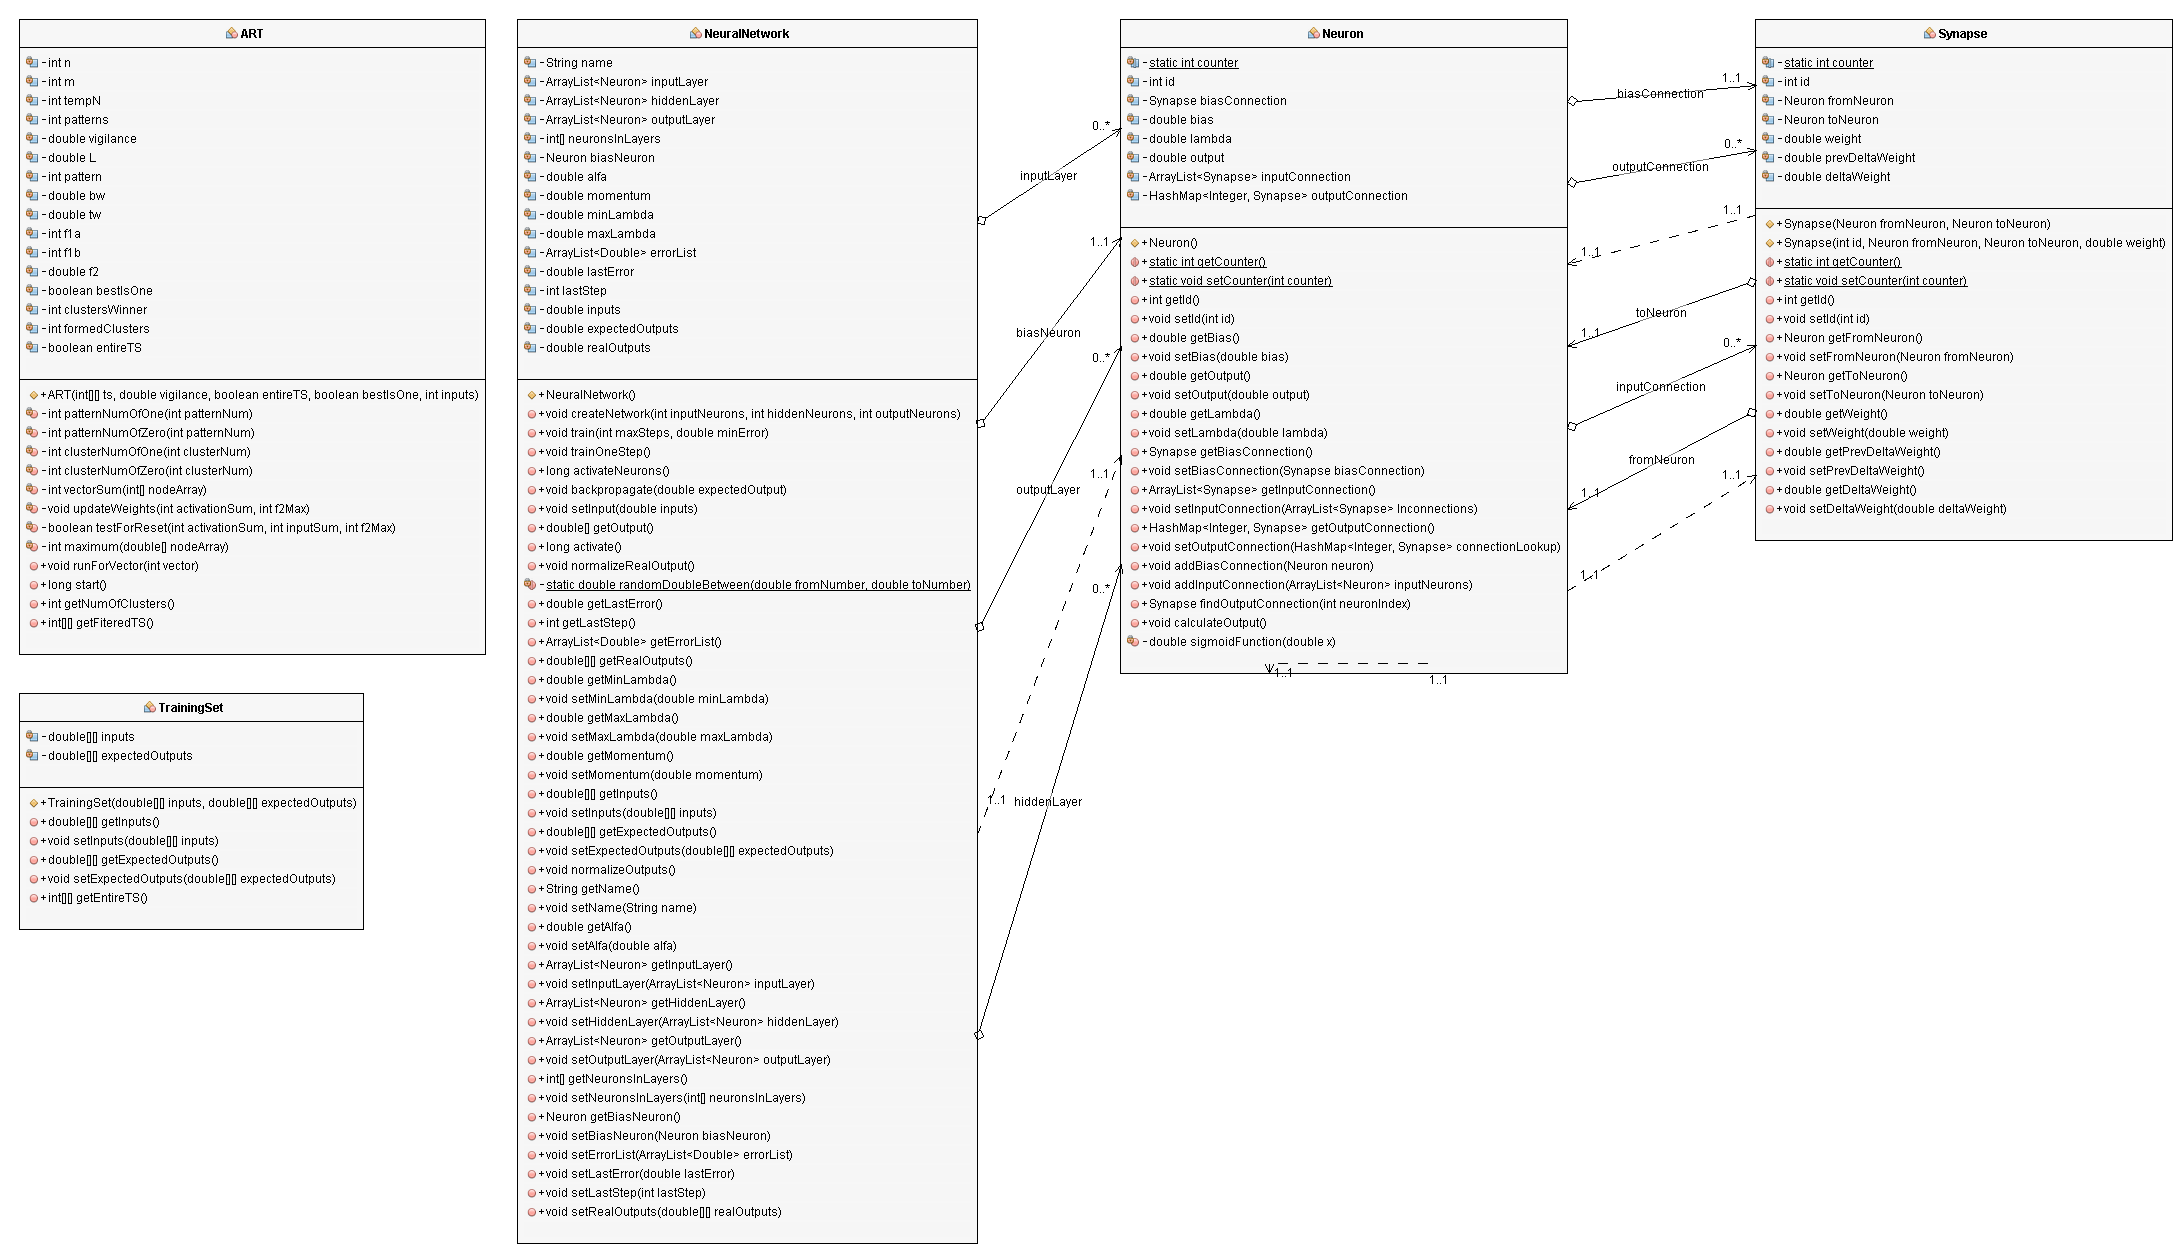 ART
-int n
-int m
-int tempN
-int patterns
-double vigilance
-double L
-int pattern
-double bw
-double tw
-int f1a
-int f1b
-double f2
-boolean bestIsOne
-int clustersWinner
-int formedClusters
-boolean entireTS
+ART(int[][] ts, double vigilance, boolean entireTS, boolean bestIsOne, int inputs)
-int patternNumOfOne(int patternNum)
-int patternNumOfZero(int patternNum)
-int clusterNumOfOne(int clusterNum)
-int clusterNumOfZero(int clusterNum)
-int vectorSum(int[] nodeArray)
-void updateWeights(int activationSum, int f2Max)
-boolean testForReset(int activationSum, int inputSum, int f2Max)
-int maximum(double[] nodeArray)
+void runForVector(int vector)
+long start()
+int getNumOfClusters()
+int[][] getFiteredTS()
TrainingSet
-double[][] inputs
-double[][] expectedOutputs
+TrainingSet(double[][] inputs, double[][] expectedOutputs)
+double[][] getInputs()
+void setInputs(double[][] inputs)
+double[][] getExpectedOutputs()
+void setExpectedOutputs(double[][] expectedOutputs)
+int[][] getEntireTS()
NeuralNetwork
-String name
-ArrayList<Neuron> inputLayer
-ArrayList<Neuron> hiddenLayer
-ArrayList<Neuron> outputLayer
-int[] neuronsInLayers
-Neuron biasNeuron
-double alfa
-double momentum
-double minLambda
-double maxLambda
-ArrayList<Double> errorList
-double lastError
-int lastStep
-double inputs
-double expectedOutputs
-double realOutputs
+NeuralNetwork()
+void createNetwork(int inputNeurons, int hiddenNeurons, int outputNeurons)
+void train(int maxSteps, double minError)
+void trainOneStep()
+long activateNeurons()
+void backpropagate(double expectedOutput)
+void setInput(double inputs)
+double[] getOutput()
+long activate()
+void normalizeRealOutput()
-static double randomDoubleBetween(double fromNumber, double toNumber)
+double getLastError()
+int getLastStep()
+ArrayList<Double> getErrorList()
+double[][] getRealOutputs()
+double getMinLambda()
+void setMinLambda(double minLambda)
+double getMaxLambda()
+void setMaxLambda(double maxLambda)
+double getMomentum()
+void setMomentum(double momentum)
+double[][] getInputs()
+void setInputs(double[][] inputs)
+double[][] getExpectedOutputs()
+void setExpectedOutputs(double[][] expectedOutputs)
+void normalizeOutputs()
+String getName()
+void setName(String name)
+double getAlfa()
+void setAlfa(double alfa)
+ArrayList<Neuron> getInputLayer()
+void setInputLayer(ArrayList<Neuron> inputLayer)
+ArrayList<Neuron> getHiddenLayer()
+void setHiddenLayer(ArrayList<Neuron> hiddenLayer)
+ArrayList<Neuron> getOutputLayer()
+void setOutputLayer(ArrayList<Neuron> outputLayer)
+int[] getNeuronsInLayers()
+void setNeuronsInLayers(int[] neuronsInLayers)
+Neuron getBiasNeuron()
+void setBiasNeuron(Neuron biasNeuron)
+void setErrorList(ArrayList<Double> errorList)
+void setLastError(double lastError)
+void setLastStep(int lastStep)
+void setRealOutputs(double[][] realOutputs)
0..*
inputLayer
1..1
biasNeuron
0..*
1..1
outputLayer
0..*
1..1
hiddenLayer
Neuron
-static int counter
-int id
-Synapse biasConnection
-double bias
-double lambda
-double output
-ArrayList<Synapse> inputConnection
-HashMap<Integer, Synapse> outputConnection
+Neuron()
+static int getCounter()
+static void setCounter(int counter)
+int getId()
+void setId(int id)
+double getBias()
+void setBias(double bias)
+double getOutput()
+void setOutput(double output)
+double getLambda()
+void setLambda(double lambda)
+Synapse getBiasConnection()
+void setBiasConnection(Synapse biasConnection)
+ArrayList<Synapse> getInputConnection()
+void setInputConnection(ArrayList<Synapse> Inconnections)
+HashMap<Integer, Synapse> getOutputConnection()
+void setOutputConnection(HashMap<Integer, Synapse> connectionLookup)
+void addBiasConnection(Neuron neuron)
+void addInputConnection(ArrayList<Neuron> inputNeurons)
+Synapse findOutputConnection(int neuronIndex)
+void calculateOutput()
-double sigmoidFunction(double x)
1..1
1..1
1..1
biasConnection
0..*
outputConnection
1..1
1..1
toNeuron
1..1
0..*
inputConnection
fromNeuron
1..1
1..1
1..1
Synapse
-static int counter
-int id
-Neuron fromNeuron
-Neuron toNeuron
-double weight
-double prevDeltaWeight
-double deltaWeight
+Synapse(Neuron fromNeuron, Neuron toNeuron)
+Synapse(int id, Neuron fromNeuron, Neuron toNeuron, double weight)
+static int getCounter()
+static void setCounter(int counter)
+int getId()
+void setId(int id)
+Neuron getFromNeuron()
+void setFromNeuron(Neuron fromNeuron)
+Neuron getToNeuron()
+void setToNeuron(Neuron toNeuron)
+double getWeight()
+void setWeight(double weight)
+double getPrevDeltaWeight()
+void setPrevDeltaWeight()
+double getDeltaWeight()
+void setDeltaWeight(double deltaWeight)